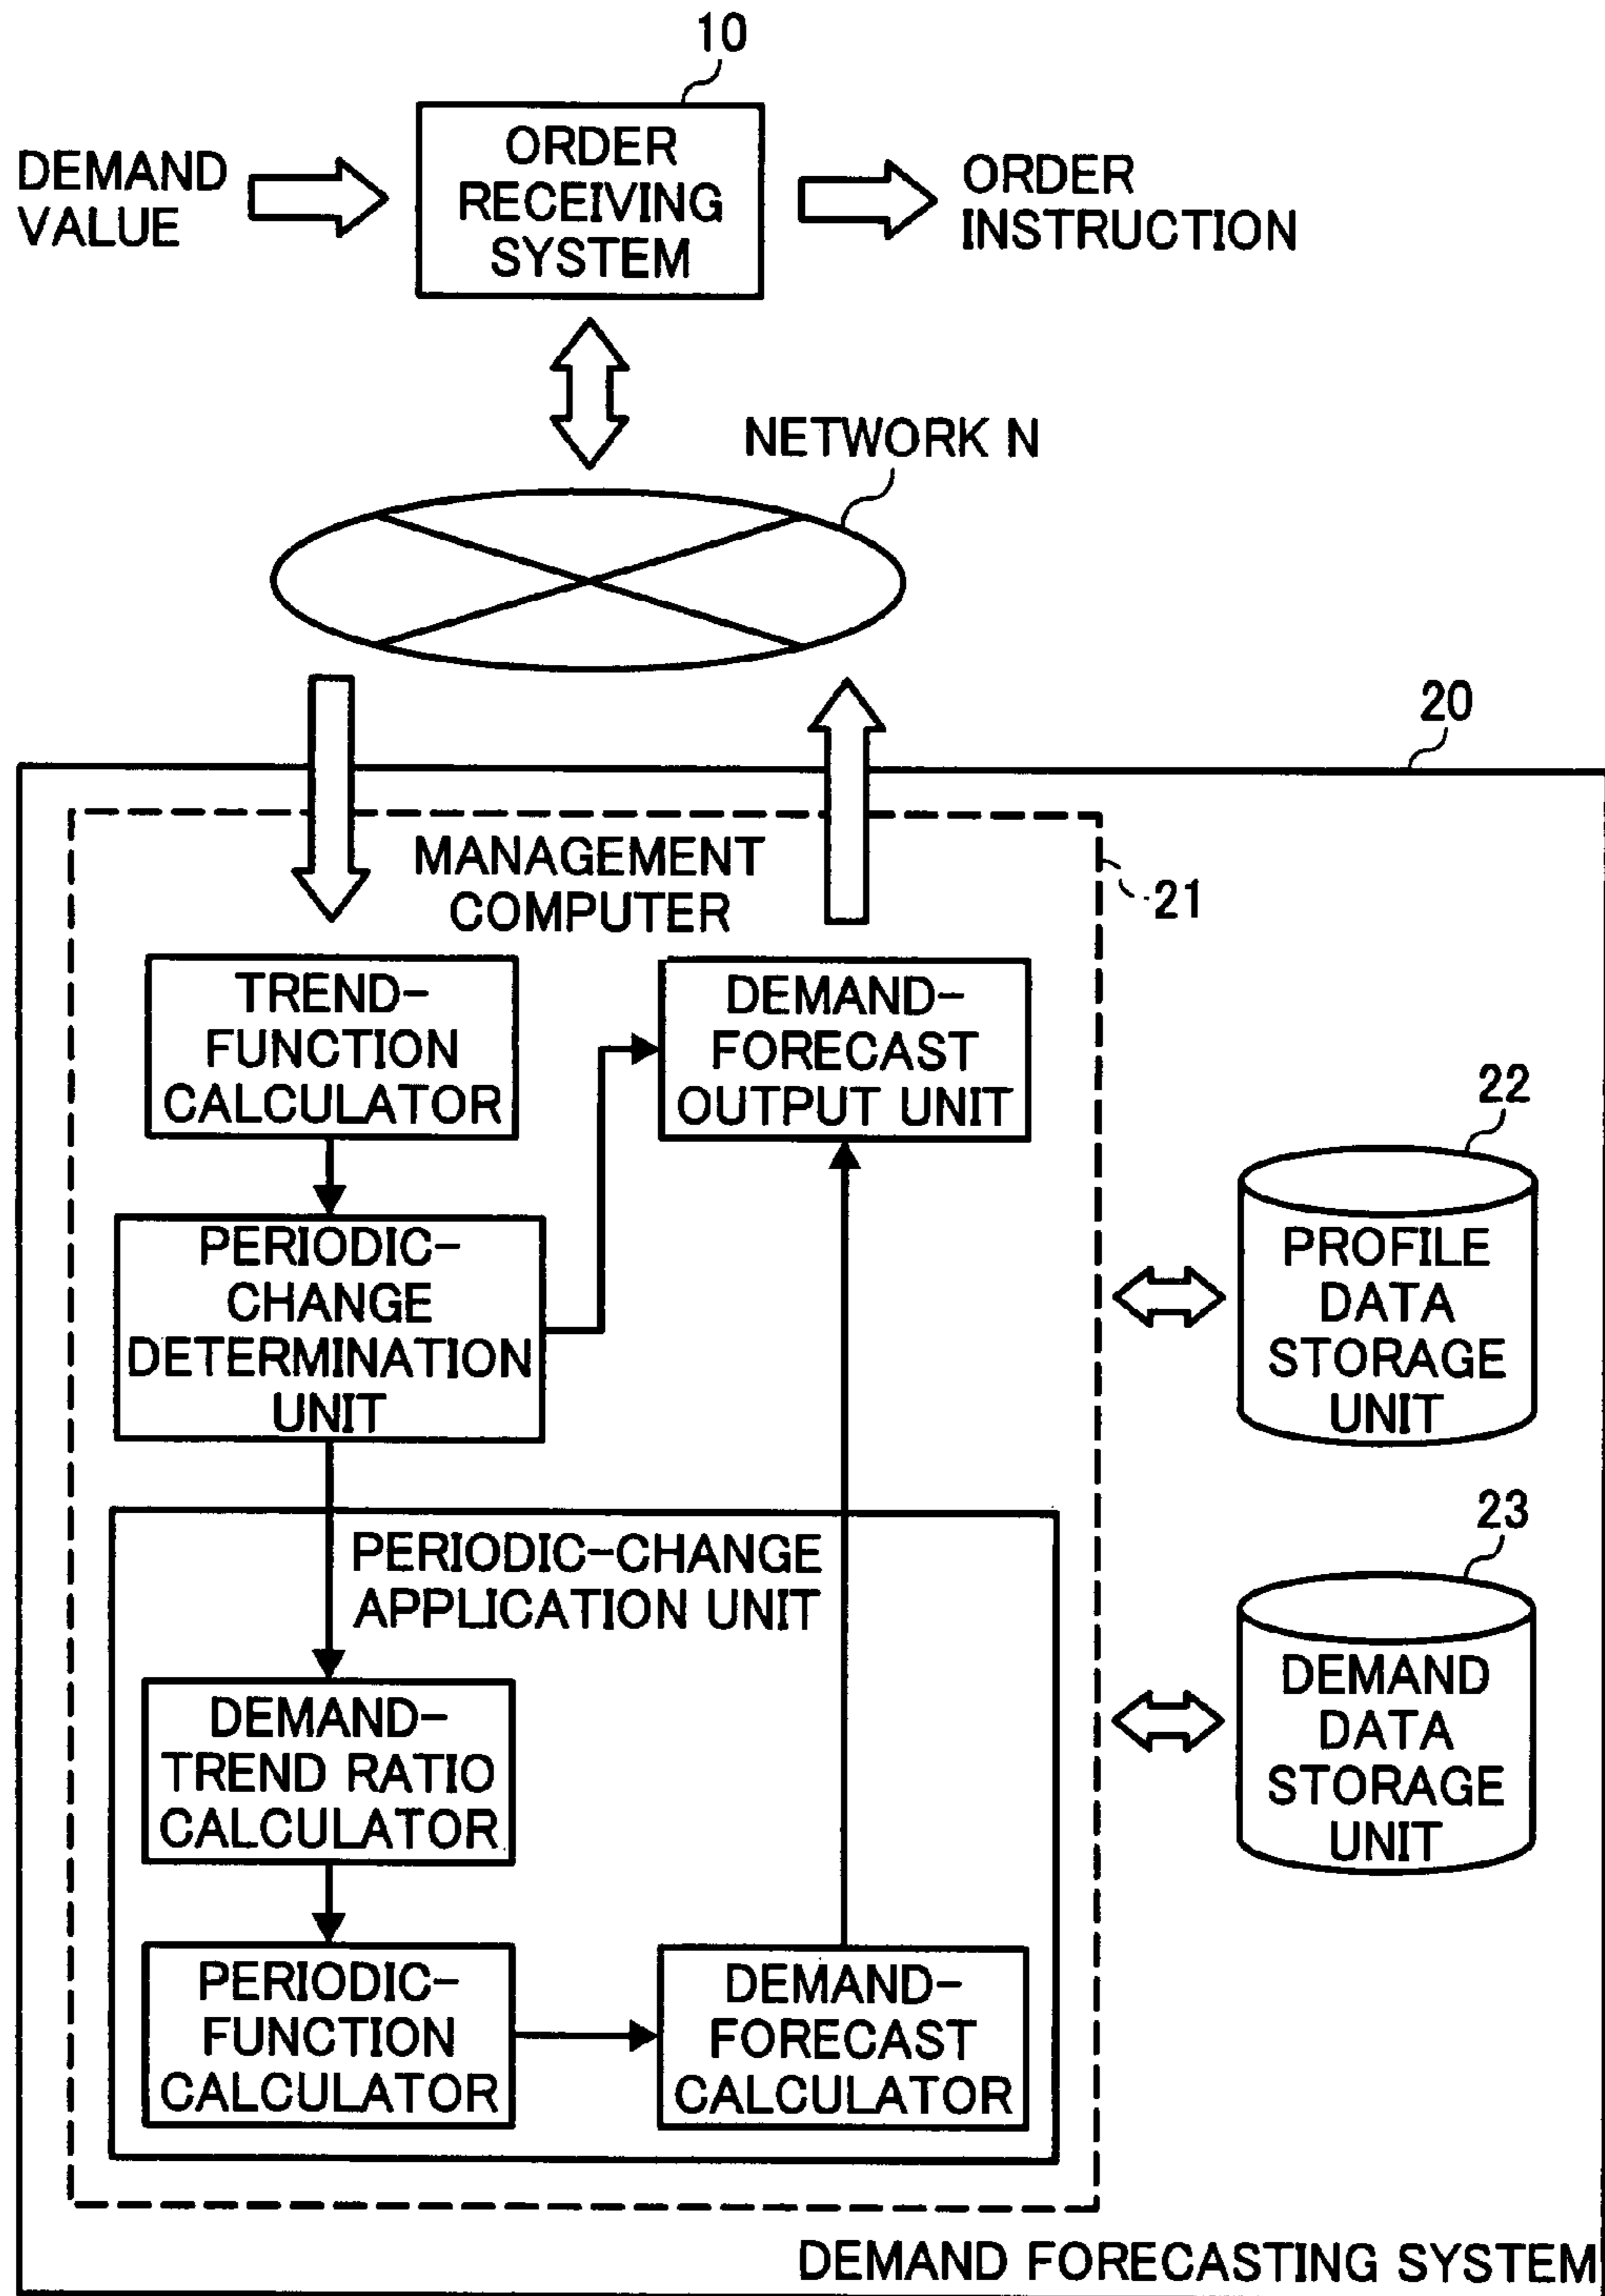 10
DEMAND
VALUE
ORDER
RECEIVING
SYSTEM
ORDER
INSTRUCTION
NETWORK N
20
MANAGEMENT
COMPUTER
21
TREND-
FUNCTION
CALCULATOR
DEMAND-
FORECAST
OUTPUT UNIT
PERIODIC-
CHANGE
DETERMINATION
UNIT
22
PROFILE
DATA
STORAGE
UNIT
PERIODIC-CHANGE
APPLICATION UNIT
23
DEMAND
DATA
STORAGE
UNIT
DEMAND-
TREND RATIO
CALCULATOR
PERIODIC-
FUNCTION
CALCULATOR
DEMAND-
FORECAST
CALCULATOR
DEMAND FORECASTING SYSTEM